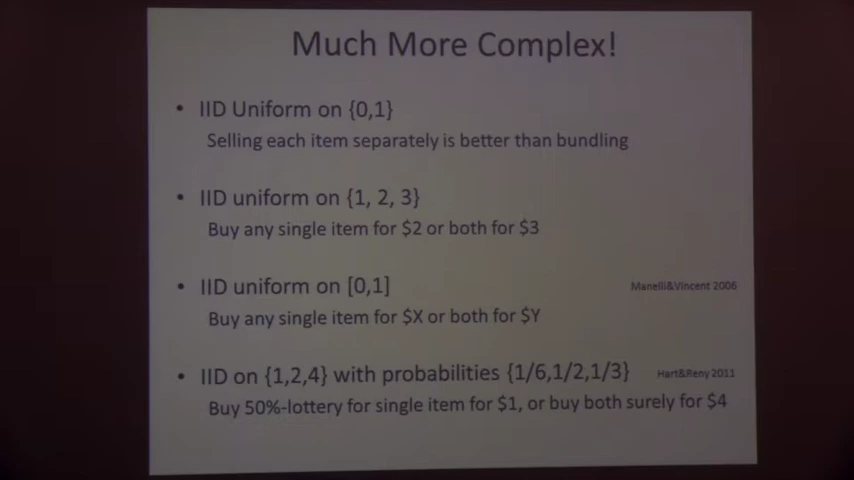 Much More Complex!
• IID Uniform on {0,1}
Selling each item separately is better than bundling
• IID uniform on {1, 2, 3}
Buy any single item for $2 or both for $3
• IID uniform on [0,1]
Manelli&Vincent 2006
Buy any single item for $X or both for $Y
• IID on {1,2,4} with probabilities {1/6,1/2,1/3}
Hart&Reny 2011
Buy 50%-lottery for single item for $1, or buy both surely for $4